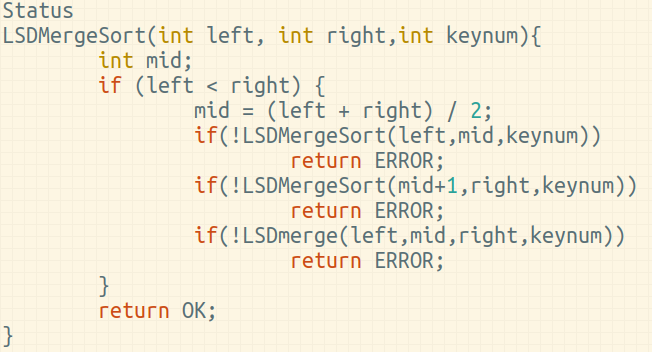 Status
LSDMergeSort(int left, int right,int keynum){
        int mid;
        if (left < right) {
                mid = (left + right) / 2;
                if(!LSDMergeSort(left,mid,keynum))
                        return ERROR;
                if(!LSDMergeSort(mid+1,right,keynum))
                        return ERROR;
                if(!LSDmerge(left,mid,right,keynum))
                        return ERROR;
        }
        return OK;
}